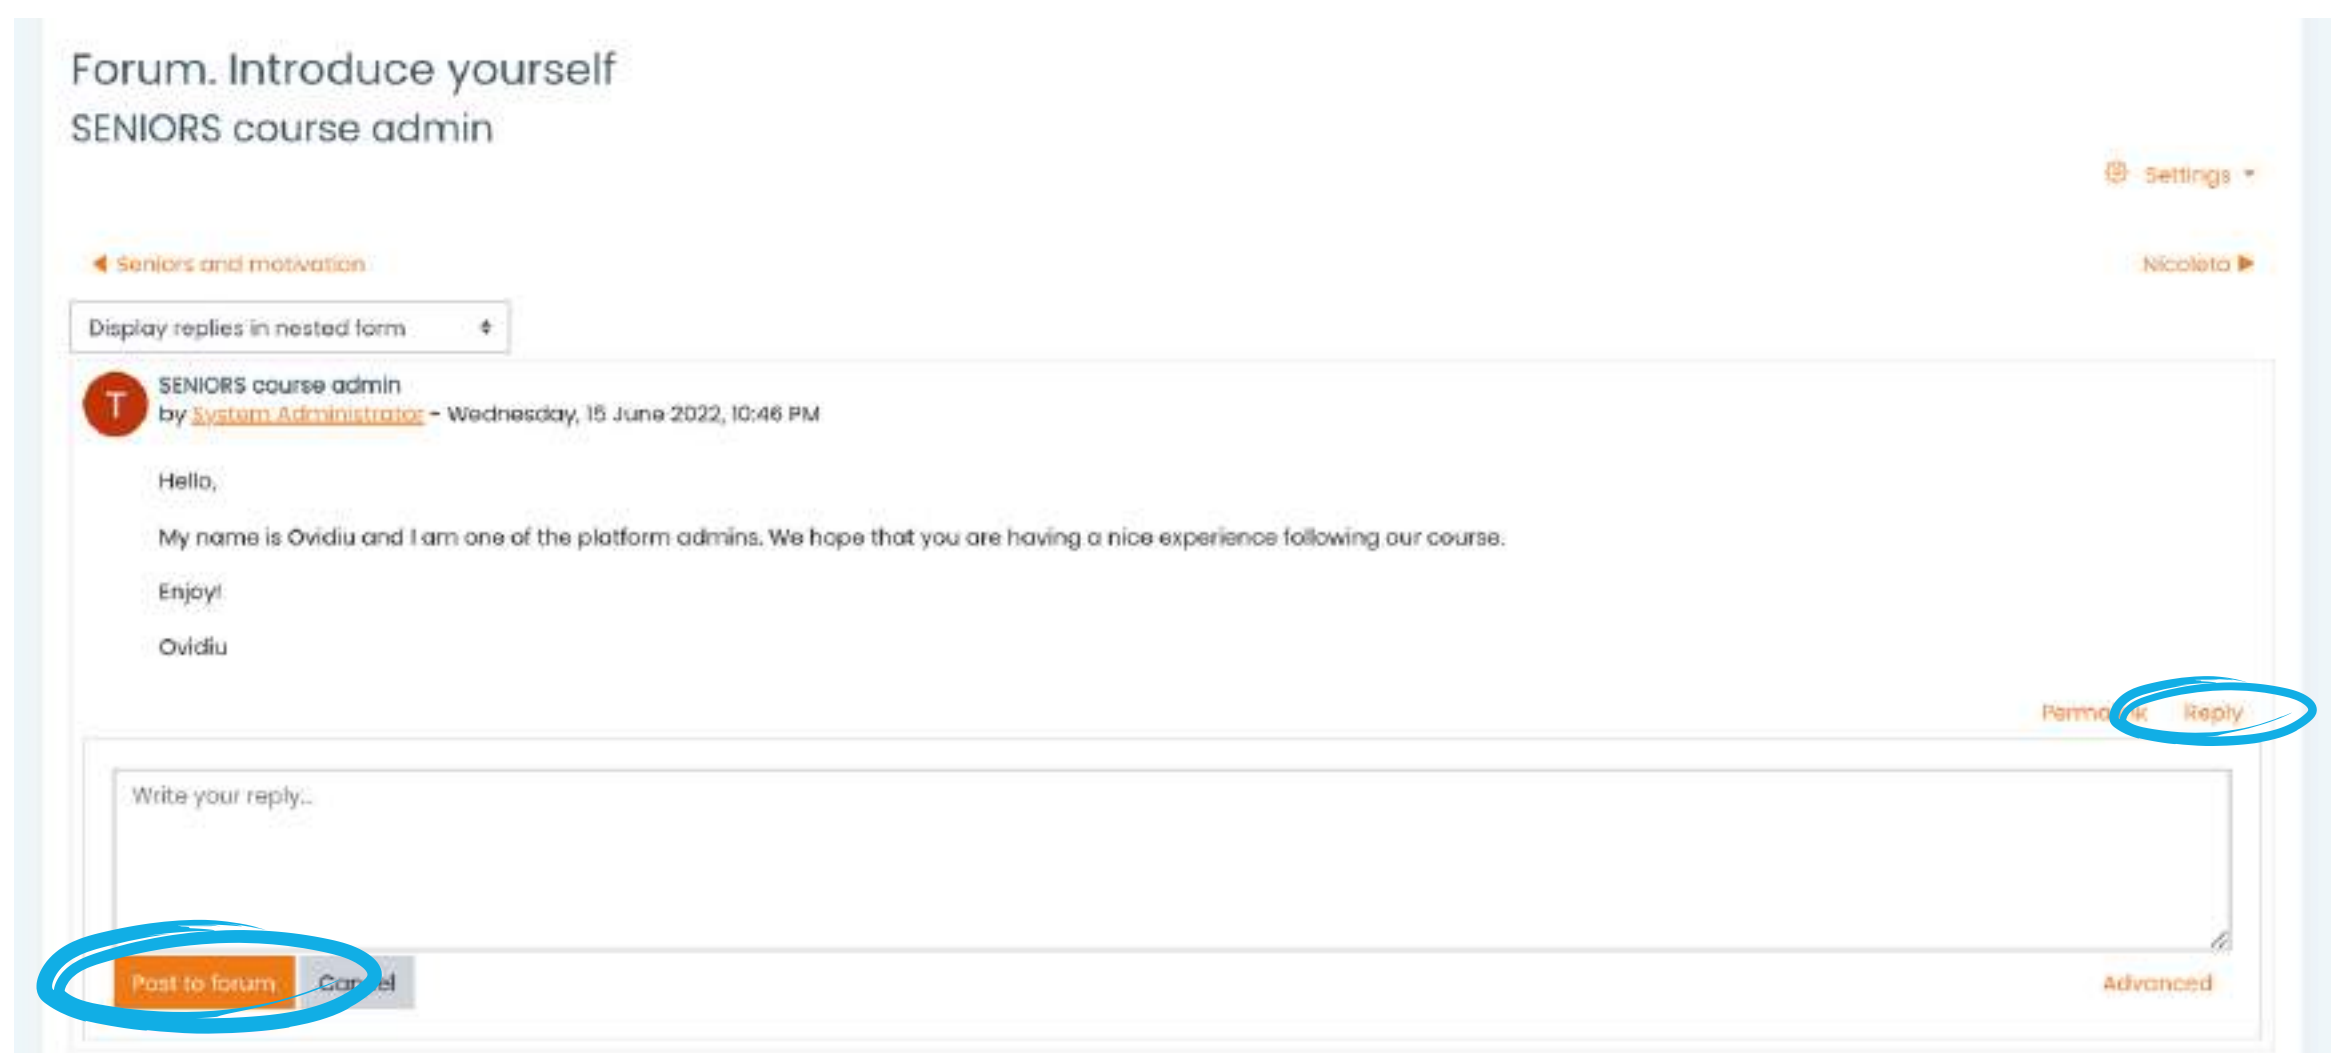 Forum. Introduce yourself
SENIORS course admin
Settings
Seniors and motivation
Nicoleta
Display replies in nested form
T
SENIORS course admin
by System Administrator - Wednesday, 15 June 2022, 10:46 PM
Hello,
My name is Ovidiu and I am one of the platform admins. We hope that you are having a nice experience following our course.
Enjoy!
Ovidiu
Permalink Reply
Write your reply...
Post to forum Cancel
Advanced